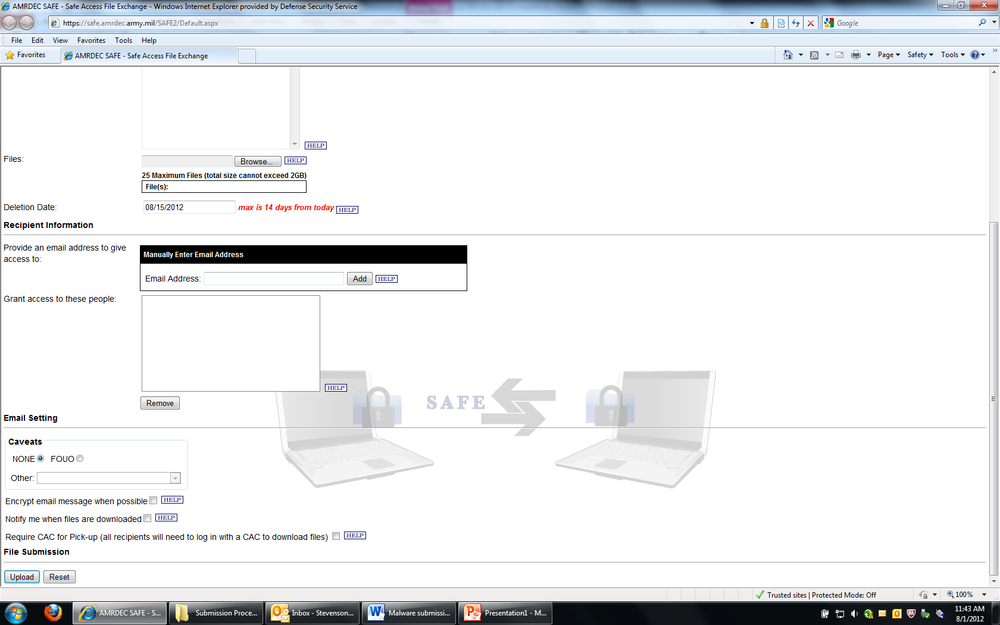 AMRDEC SAFE - Safe Access File Exchange - Windows Internet Explorer provided by Defense Security Service
https://safe.amrdec.army.mil/SAFE2/Default.aspx
Google
File Edit View Favorites Tools Help
Favorites
AMRDEC SAFE - Safe Access File Exchange
Page Safety Tools
HELP
Files:
Browse...
HELP
25 Maximum Files (total size cannot exceed 2GB)
File(s):
Deletion Date:
08/15/2012
max is 14 days from today
HELP
Recipient Information
Provide an email address to give
access to:
Manually Enter Email Address
Email Address:
Add
HELP
Grant access to these people:
HELP
SAFE
Remove
Email Setting
Caveats
NONE FOUO
Other:
Encrypt email message when possible HELP
Notify me when files are downloaded HELP
Require CAC for Pick-up (all recipients will need to log in with a CAC to download files) HELP
File Submission
Upload Reset
Trusted sites | Protected Mode: Off
100%
AMRDEC SAFE - S...
Submission Proce...
Inbox - Stevenson...
Malware submissi...
Presentation1 - M...
11:43 AM
8/1/2012